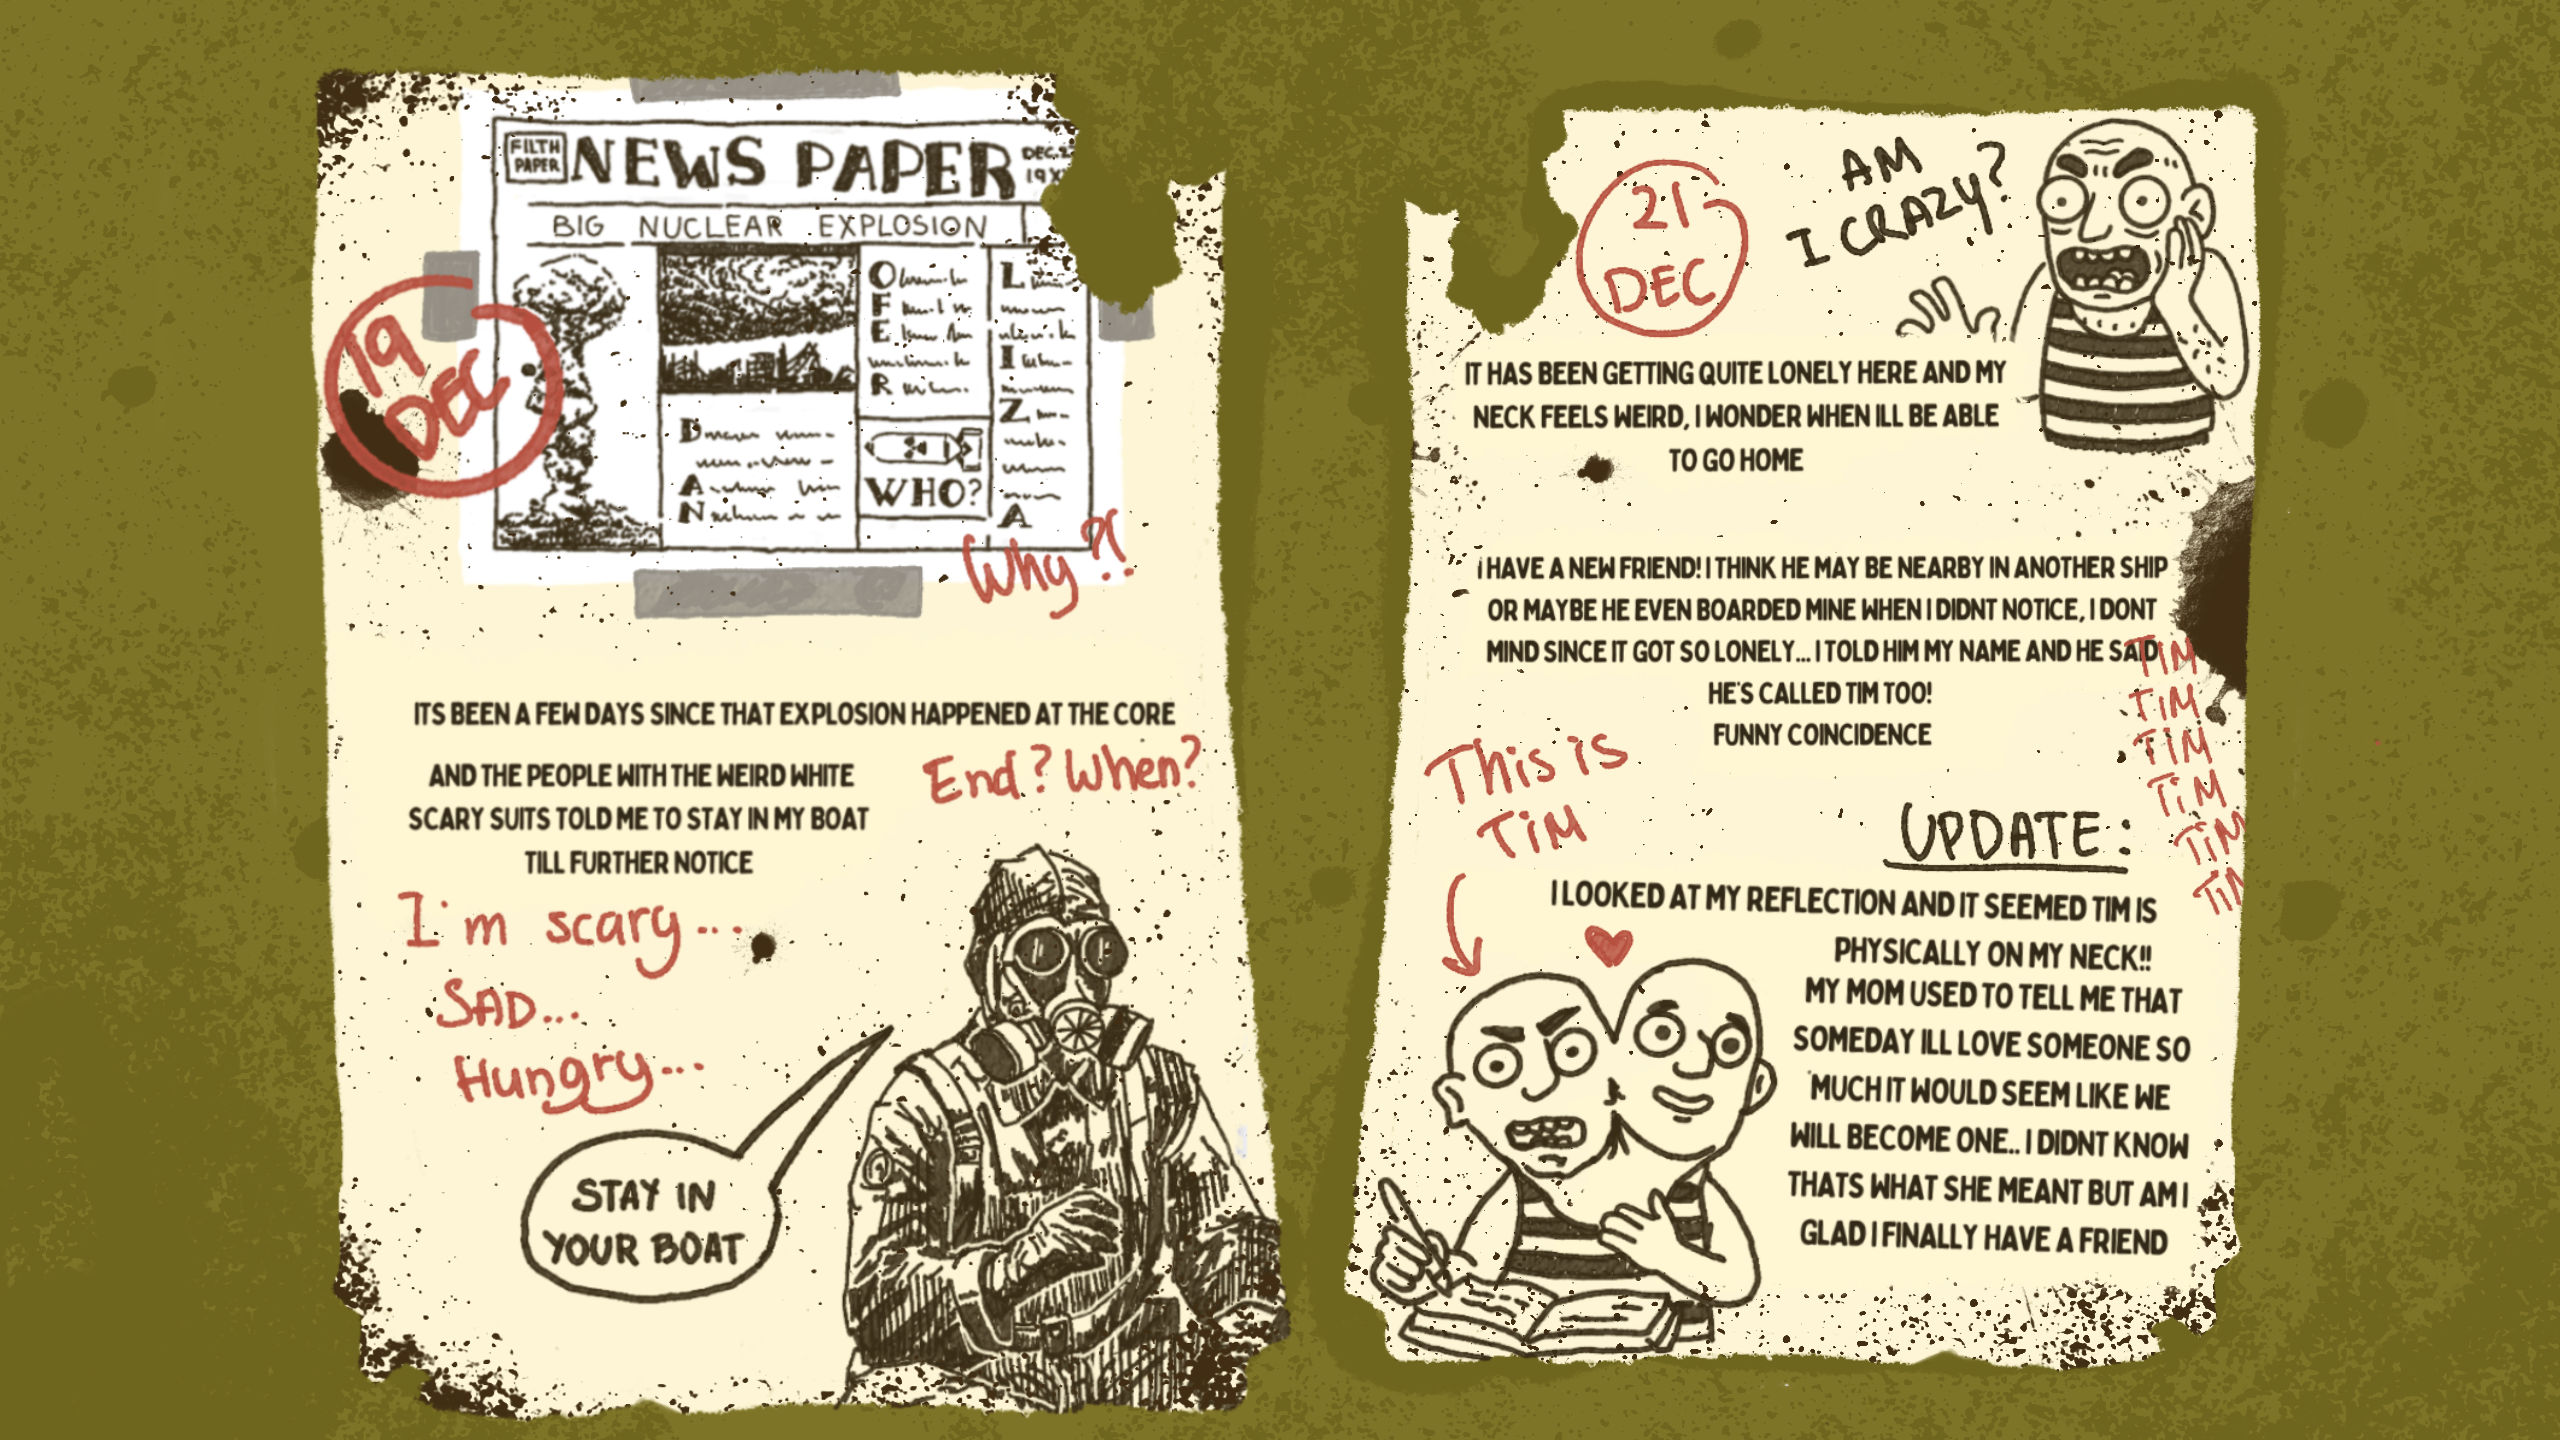 FILTH
PAPER
NEWS PAPER
DEC.2
19X
BIG NUCLEAR EXPLOSION
O
F
E
R
L
I
Z
A
D
A
N
WHO?
19
DEC
Why?!
ITS BEEN A FEW DAYS SINCE THAT EXPLOSION HAPPENED AT THE CORE
AND THE PEOPLE WITH THE WEIRD WHITE
SCARY SUITS TOLD ME TO STAY IN MY BOAT
TILL FURTHER NOTICE
End? When?
I'm scary...
SAD...
Hungry...
STAY IN
YOUR BOAT
21
DEC
AM
I CRAZY?
IT HAS BEEN GETTING QUITE LONELY HERE AND MY
NECK FEELS WEIRD, I WONDER WHEN ILL BE ABLE
TO GO HOME
I HAVE A NEW FRIEND! I THINK HE MAY BE NEARBY IN ANOTHER SHIP
OR MAYBE HE EVEN BOARDED MINE WHEN I DIDNT NOTICE, I DONT
MIND SINCE IT GOT SO LONELY... I TOLD HIM MY NAME AND HE SAID
HE'S CALLED TIM TOO!
FUNNY COINCIDENCE
TIM
TIM
TIM
TIM
TIM
TIM
This is
TIM
UPDATE:
I LOOKED AT MY REFLECTION AND IT SEEMED TIM IS
PHYSICALLY ON MY NECK!!
MY MOM USED TO TELL ME THAT
SOMEDAY ILL LOVE SOMEONE SO
MUCH IT WOULD SEEM LIKE WE
WILL BECOME ONE.. I DIDNT KNOW
THATS WHAT SHE MEANT BUT AM I
GLAD I FINALLY HAVE A FRIEND